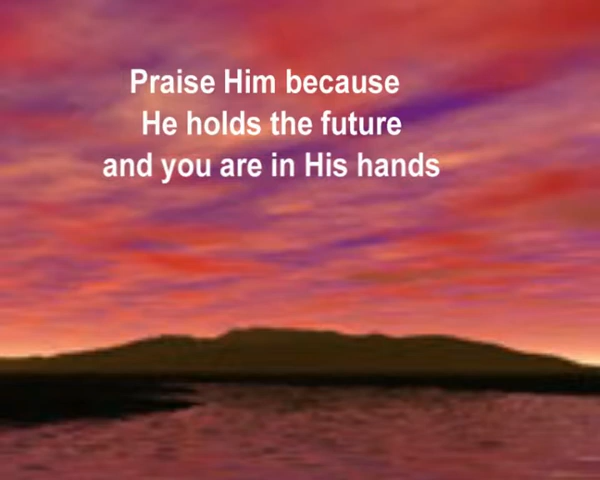 Praise Him because
He holds the future
and you are in His hands